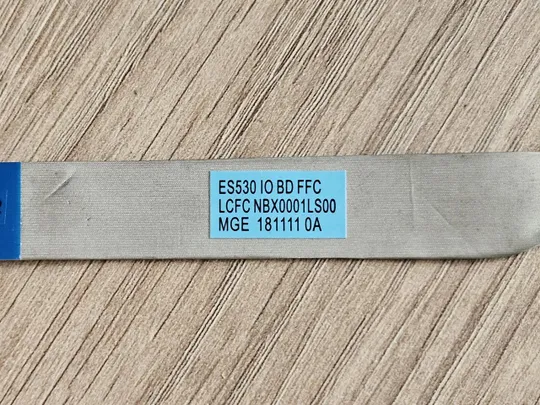 ES530 IO BD FFC
LCFC NBX0001LS00
MGE 181111 0A